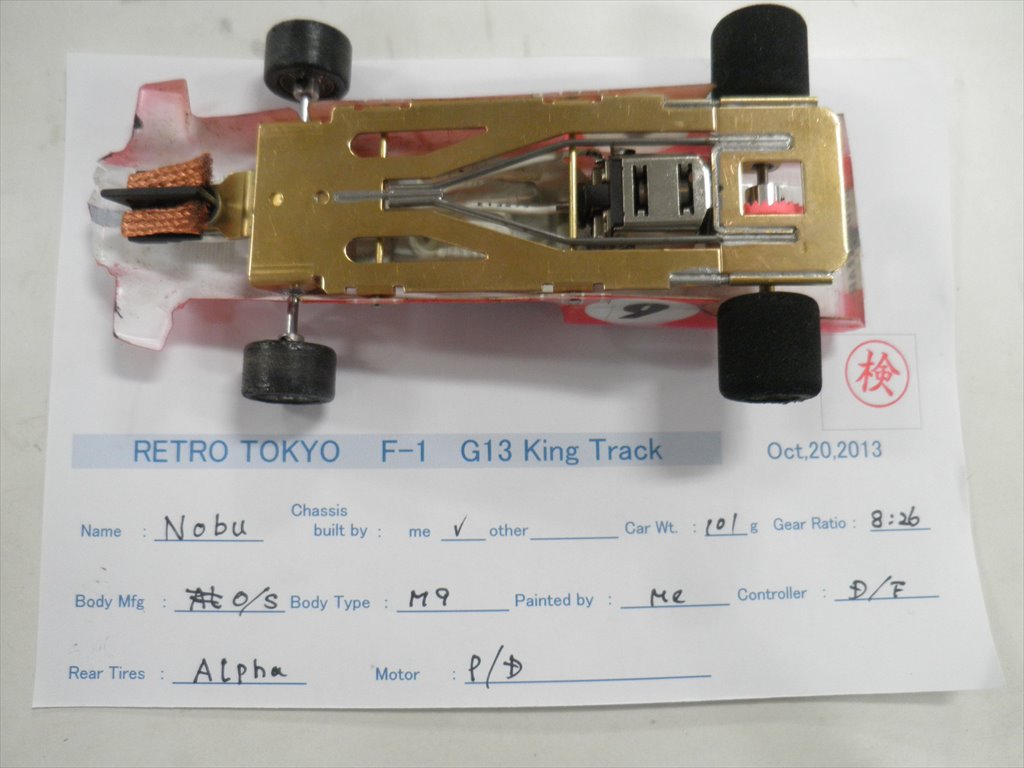 9
検
RETRO TOKYO F-1 G13 King Track Oct,20,2013
Name : Nobu Chassis built by : me √ other Car Wt. : 101 g Gear Ratio : 8:26
Body Mfg : O/S Body Type : M9 Painted by : Me Controller : D/F
Rear Tires : Alpha Motor : P/D